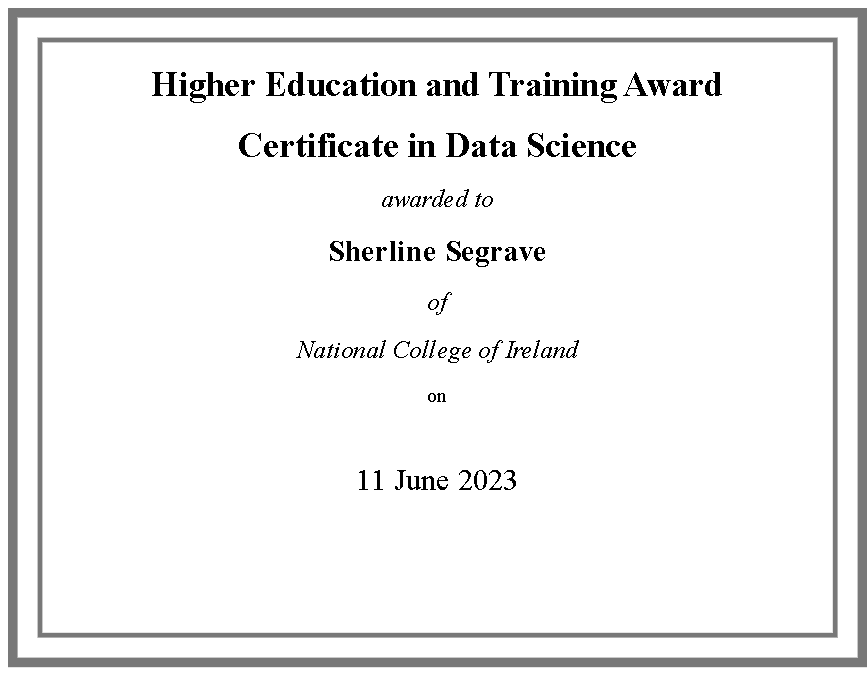 Higher Education and Training Award
Certificate in Data Science
awarded to
Sherline Segrave
of
National College of Ireland
on
11 June 2023